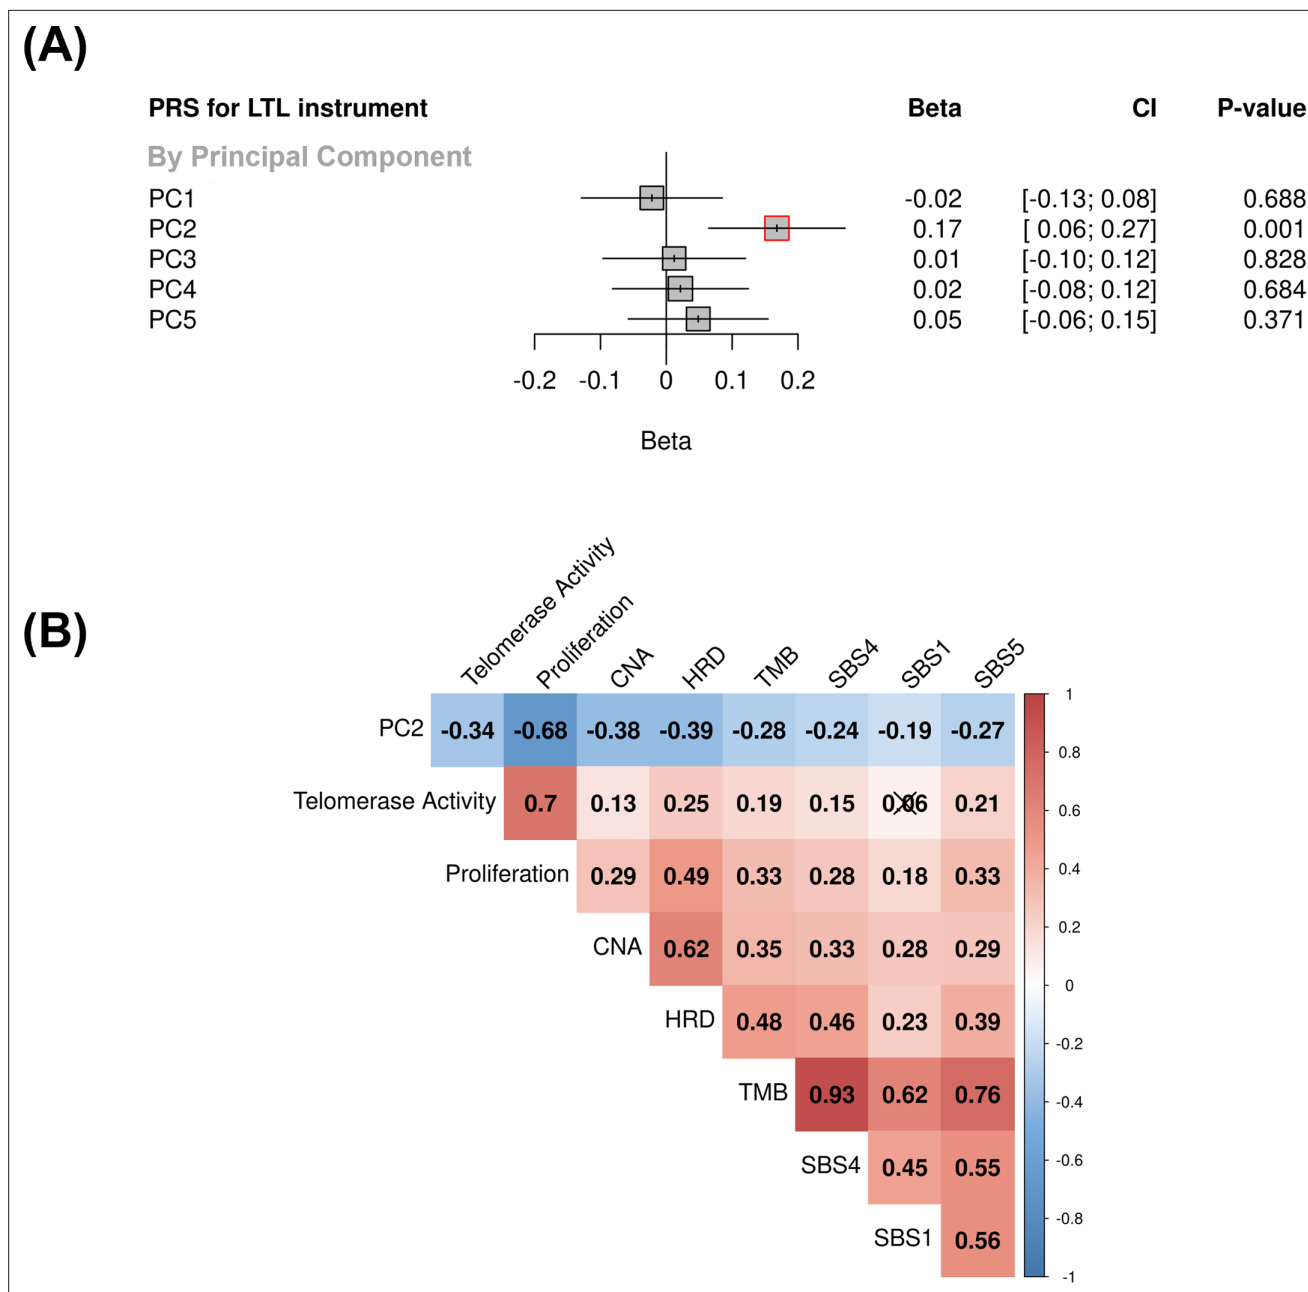 (A)
PRS for LTL instrument Beta CI P-value
By Principal Component
PC1 -0.02 [-0.13; 0.08] 0.688
PC2 0.17 [ 0.06; 0.27] 0.001
PC3 0.01 [-0.10; 0.12] 0.828
PC4 0.02 [-0.08; 0.12] 0.684
PC5 0.05 [-0.06; 0.15] 0.371
-0.2 -0.1 0 0.1 0.2
Beta
(B)
Telomerase Activity Proliferation CNA HRD TMB SBS4 SBS1 SBS5
PC2 -0.34 -0.68 -0.38 -0.39 -0.28 -0.24 -0.19 -0.27
Telomerase Activity 0.7 0.13 0.25 0.19 0.15 0.06 0.21
Proliferation 0.29 0.49 0.33 0.28 0.18 0.33
CNA 0.62 0.35 0.33 0.28 0.29
HRD 0.48 0.46 0.23 0.39
TMB 0.93 0.62 0.76
SBS4 0.45 0.55
SBS1 0.56
1
0.8
0.6
0.4
0.2
0
-0.2
-0.4
-0.6
-0.8
-1